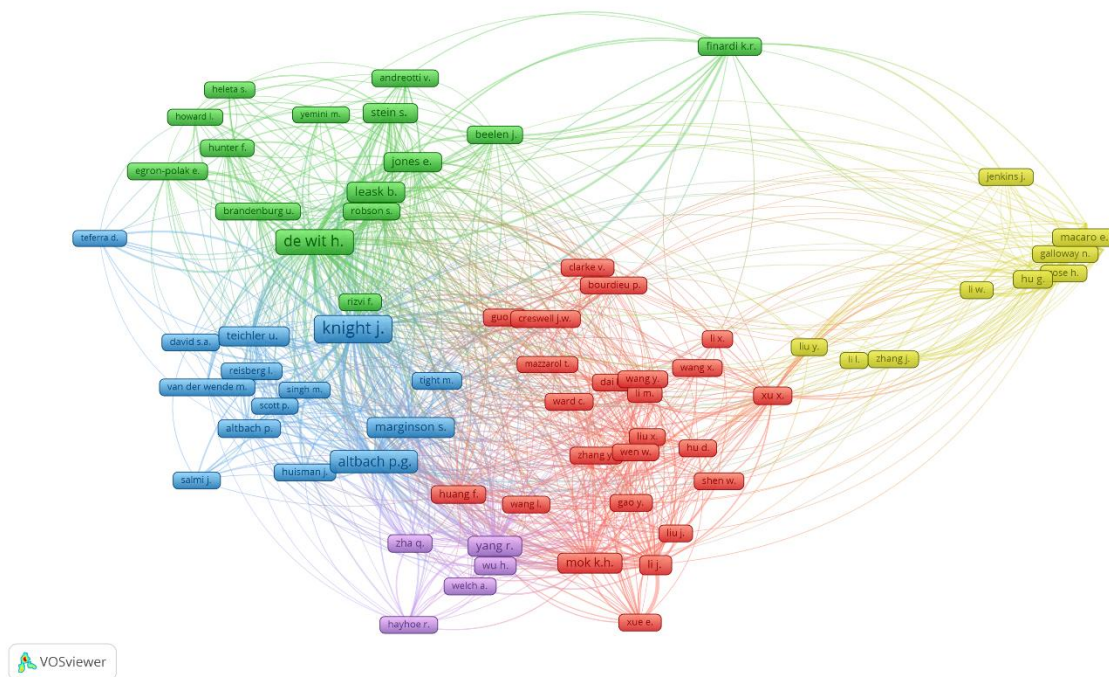 finardi k.r.
andreotti v.
heleta s.
stein s.
yemini m.
howard l.
beelen j.
hunter f.
jones e.
egron-polak e.
jenkins j.
leask b.
brandenburg u.
robson s.
teferra d.
de wit h.
macaro e.
galloway n.
clarke v.
rose h.
hu g.
bourdieu p.
li w.
rizvi f.
guo
creswell j.w.
knight j.
teichler u.
david s.a.
li x.
liu y.
li l.
zhang j.
mazzarol t.
wang x.
reisberg l.
tight m.
wang y.
dai
van der wende m.
singh m.
li m.
xu x.
ward c.
scott p.
altbach p.
marginson s.
liu x.
hu d.
wen w.
zhang y.
altbach p.g.
huisman j.
salmi j.
shen w.
huang f.
wang l.
gao y.
liu j.
zha q.
yang r.
mok k.h.
li j.
wu h.
welch a.
hayhoe r.
xue e.
VOSviewer